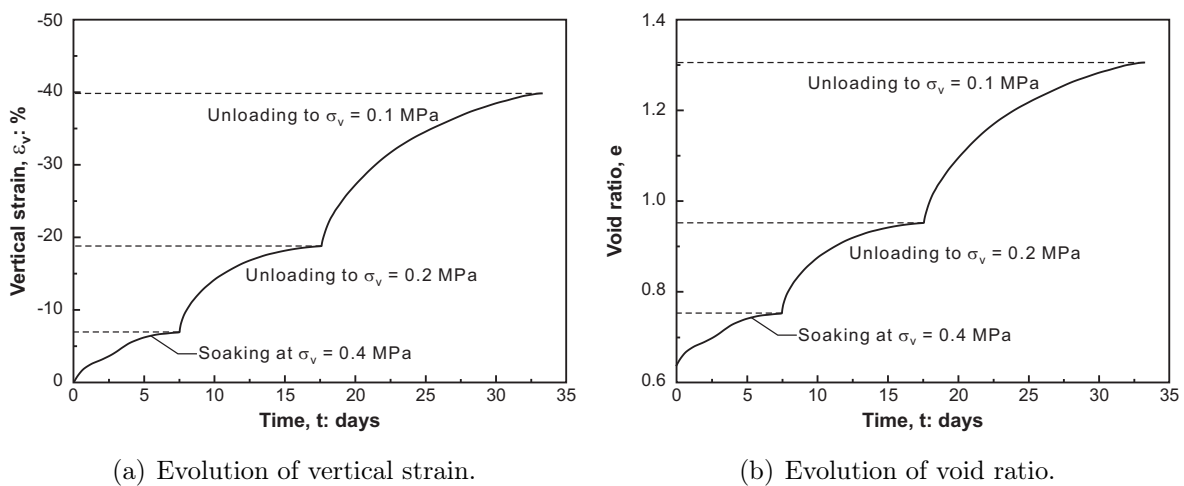 -50
-40
-30
-20
-10
0
Vertical strain, εv: %
Unloading to σv = 0.1 MPa
Unloading to σv = 0.2 MPa
Soaking at σv = 0.4 MPa
0 5 10 15 20 25 30 35
Time, t: days
(a) Evolution of vertical strain.
1.4
1.2
1.0
0.8
0.6
Void ratio, e
Unloading to σv = 0.1 MPa
Unloading to σv = 0.2 MPa
Soaking at σv = 0.4 MPa
0 5 10 15 20 25 30 35
Time, t: days
(b) Evolution of void ratio.